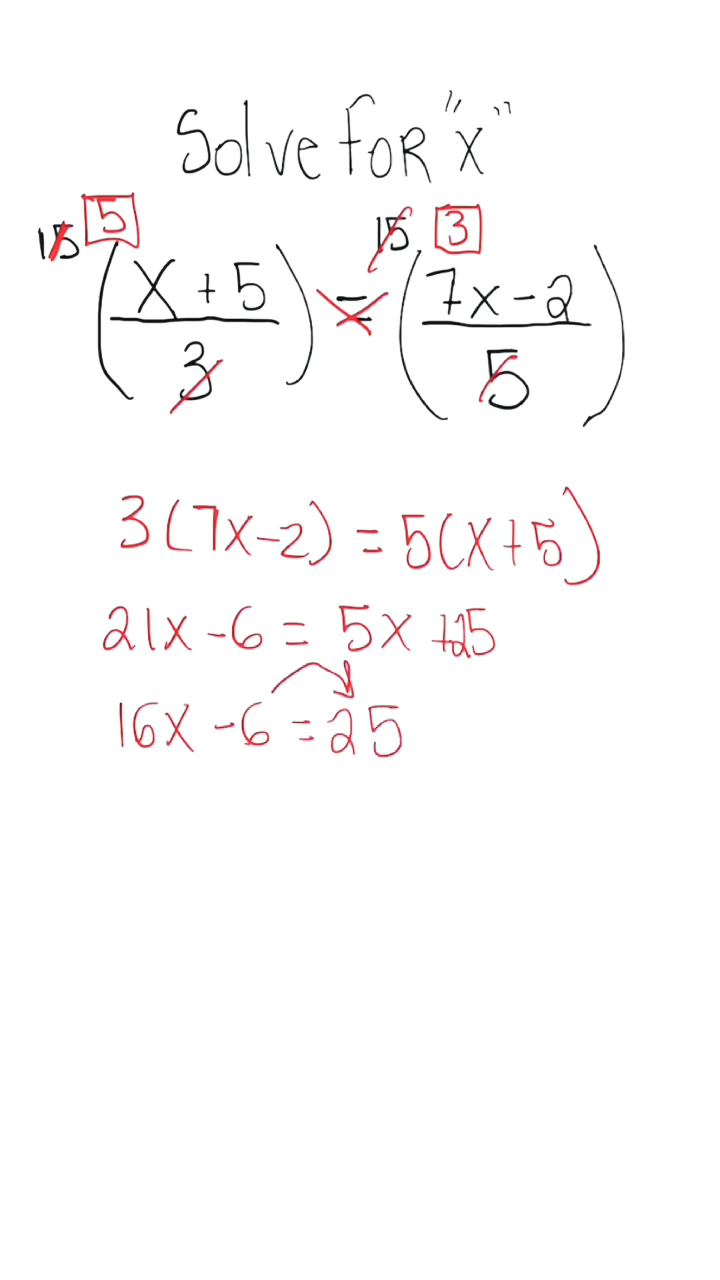 Solve for "x"
15 5 15 3
(x + 5 / 3) = (7x - 2 / 5)
3(7x-2) = 5(x+5)
21x - 6 = 5x +25
16x - 6 = 25